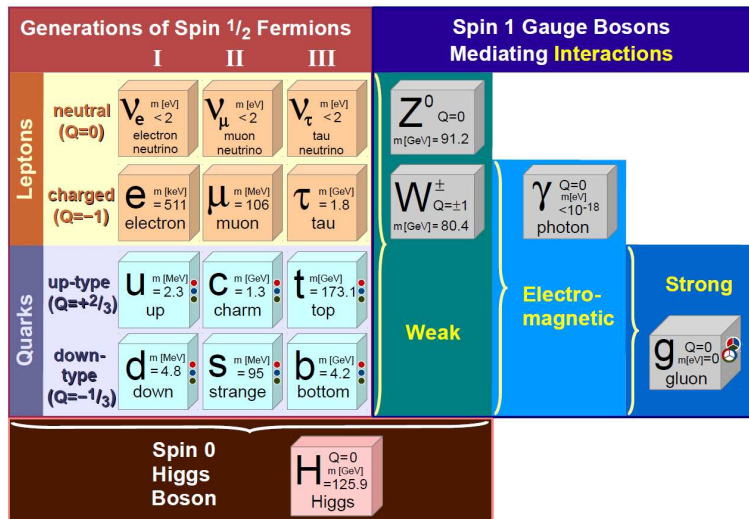 Generations of Spin 1/2 Fermions
I II III
Spin 1 Gauge Bosons
Mediating Interactions
Leptons
neutral
(Q=0)
νe m [eV] < 2
electron
neutrino
νμ m [eV] < 2
muon
neutrino
ντ m [eV] < 2
tau
neutrino
Z0 Q=0
m [GeV] = 91.2
charged
(Q=−1)
e m [keV] = 511
electron
μ m [MeV] = 106
muon
τ m [GeV] = 1.8
tau
W± Q=±1
m [GeV] = 80.4
γ Q=0
m[eV]
<10-18
photon
Quarks
up-type
(Q=+2/3)
u m [MeV] = 2.3
up
c m [GeV] = 1.3
charm
t m[GeV] = 173.1
top
Weak
Electro-
magnetic
Strong
down-
type
(Q=−1/3)
d m [MeV] = 4.8
down
s m [MeV] = 95
strange
b m [GeV] = 4.2
bottom
g Q=0
m[eV]=0
gluon
Spin 0
Higgs
Boson
H Q=0
m [GeV]
=125.9
Higgs